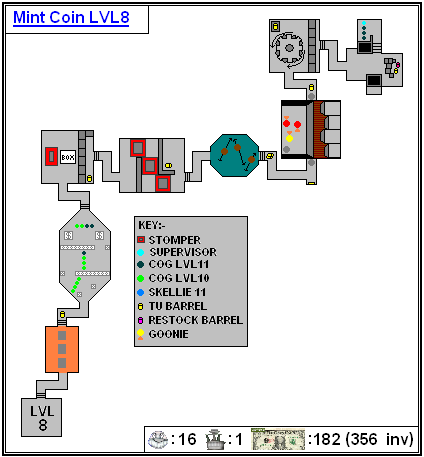 Mint Coin LVL8
BOX
KEY:-
STOMPER
SUPERVISOR
COG LVL11
COG LVL10
SKELLIE 11
TU BARREL
RESTOCK BARREL
GOONIE
LVL
8
:16 :1 :182 (356 inv)